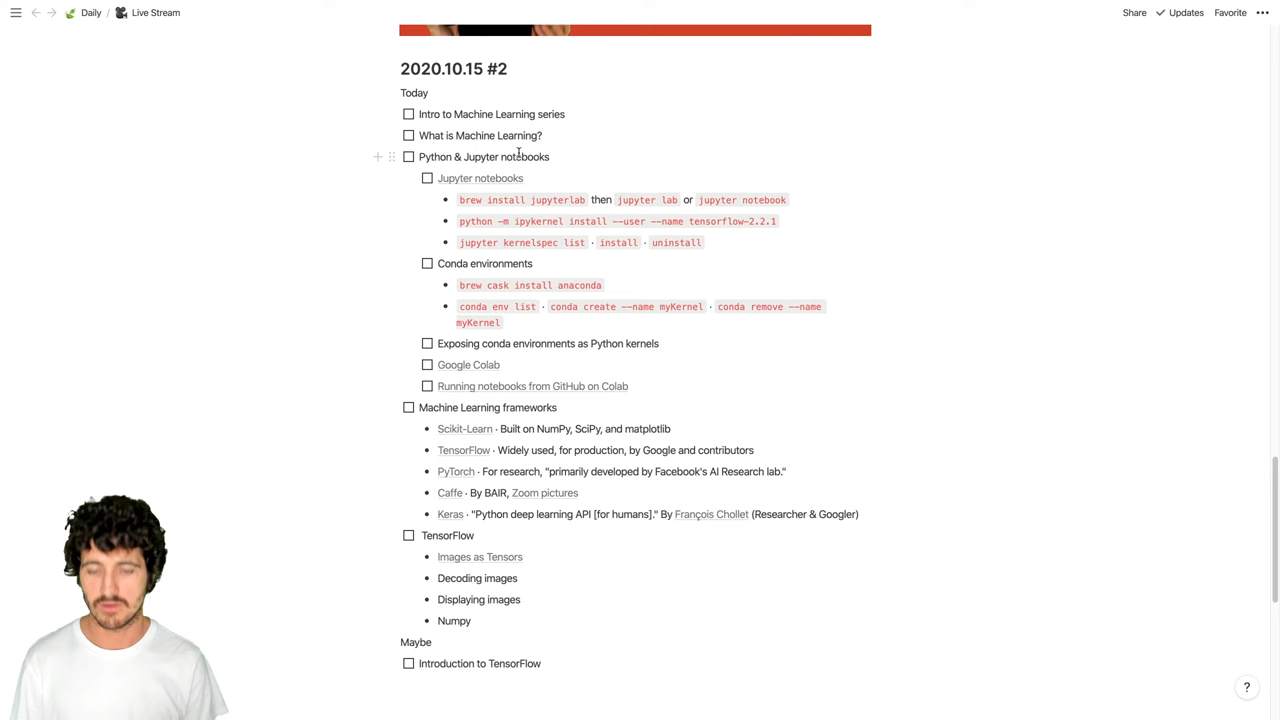 Daily / Live Stream
Share Updates Favorite
2020.10.15 #2
Today
Intro to Machine Learning series
What is Machine Learning?
Python & Jupyter notebooks
Jupyter notebooks
brew install jupyterlab then jupyter lab or jupyter notebook
python -m ipykernel install --user --name tensorflow-2.2.1
jupyter kernelspec list · install · uninstall
Conda environments
brew cask install anaconda
conda env list · conda create --name myKernel · conda remove --name
myKernel
Exposing conda environments as Python kernels
Google Colab
Running notebooks from GitHub on Colab
Machine Learning frameworks
Scikit-Learn · Built on NumPy, SciPy, and matplotlib
TensorFlow · Widely used, for production, by Google and contributors
PyTorch · For research, "primarily developed by Facebook's AI Research lab."
Caffe · By BAIR, Zoom pictures
Keras · "Python deep learning API [for humans]." By François Chollet (Researcher & Googler)
TensorFlow
Images as Tensors
Decoding images
Displaying images
Numpy
Maybe
Introduction to TensorFlow
?